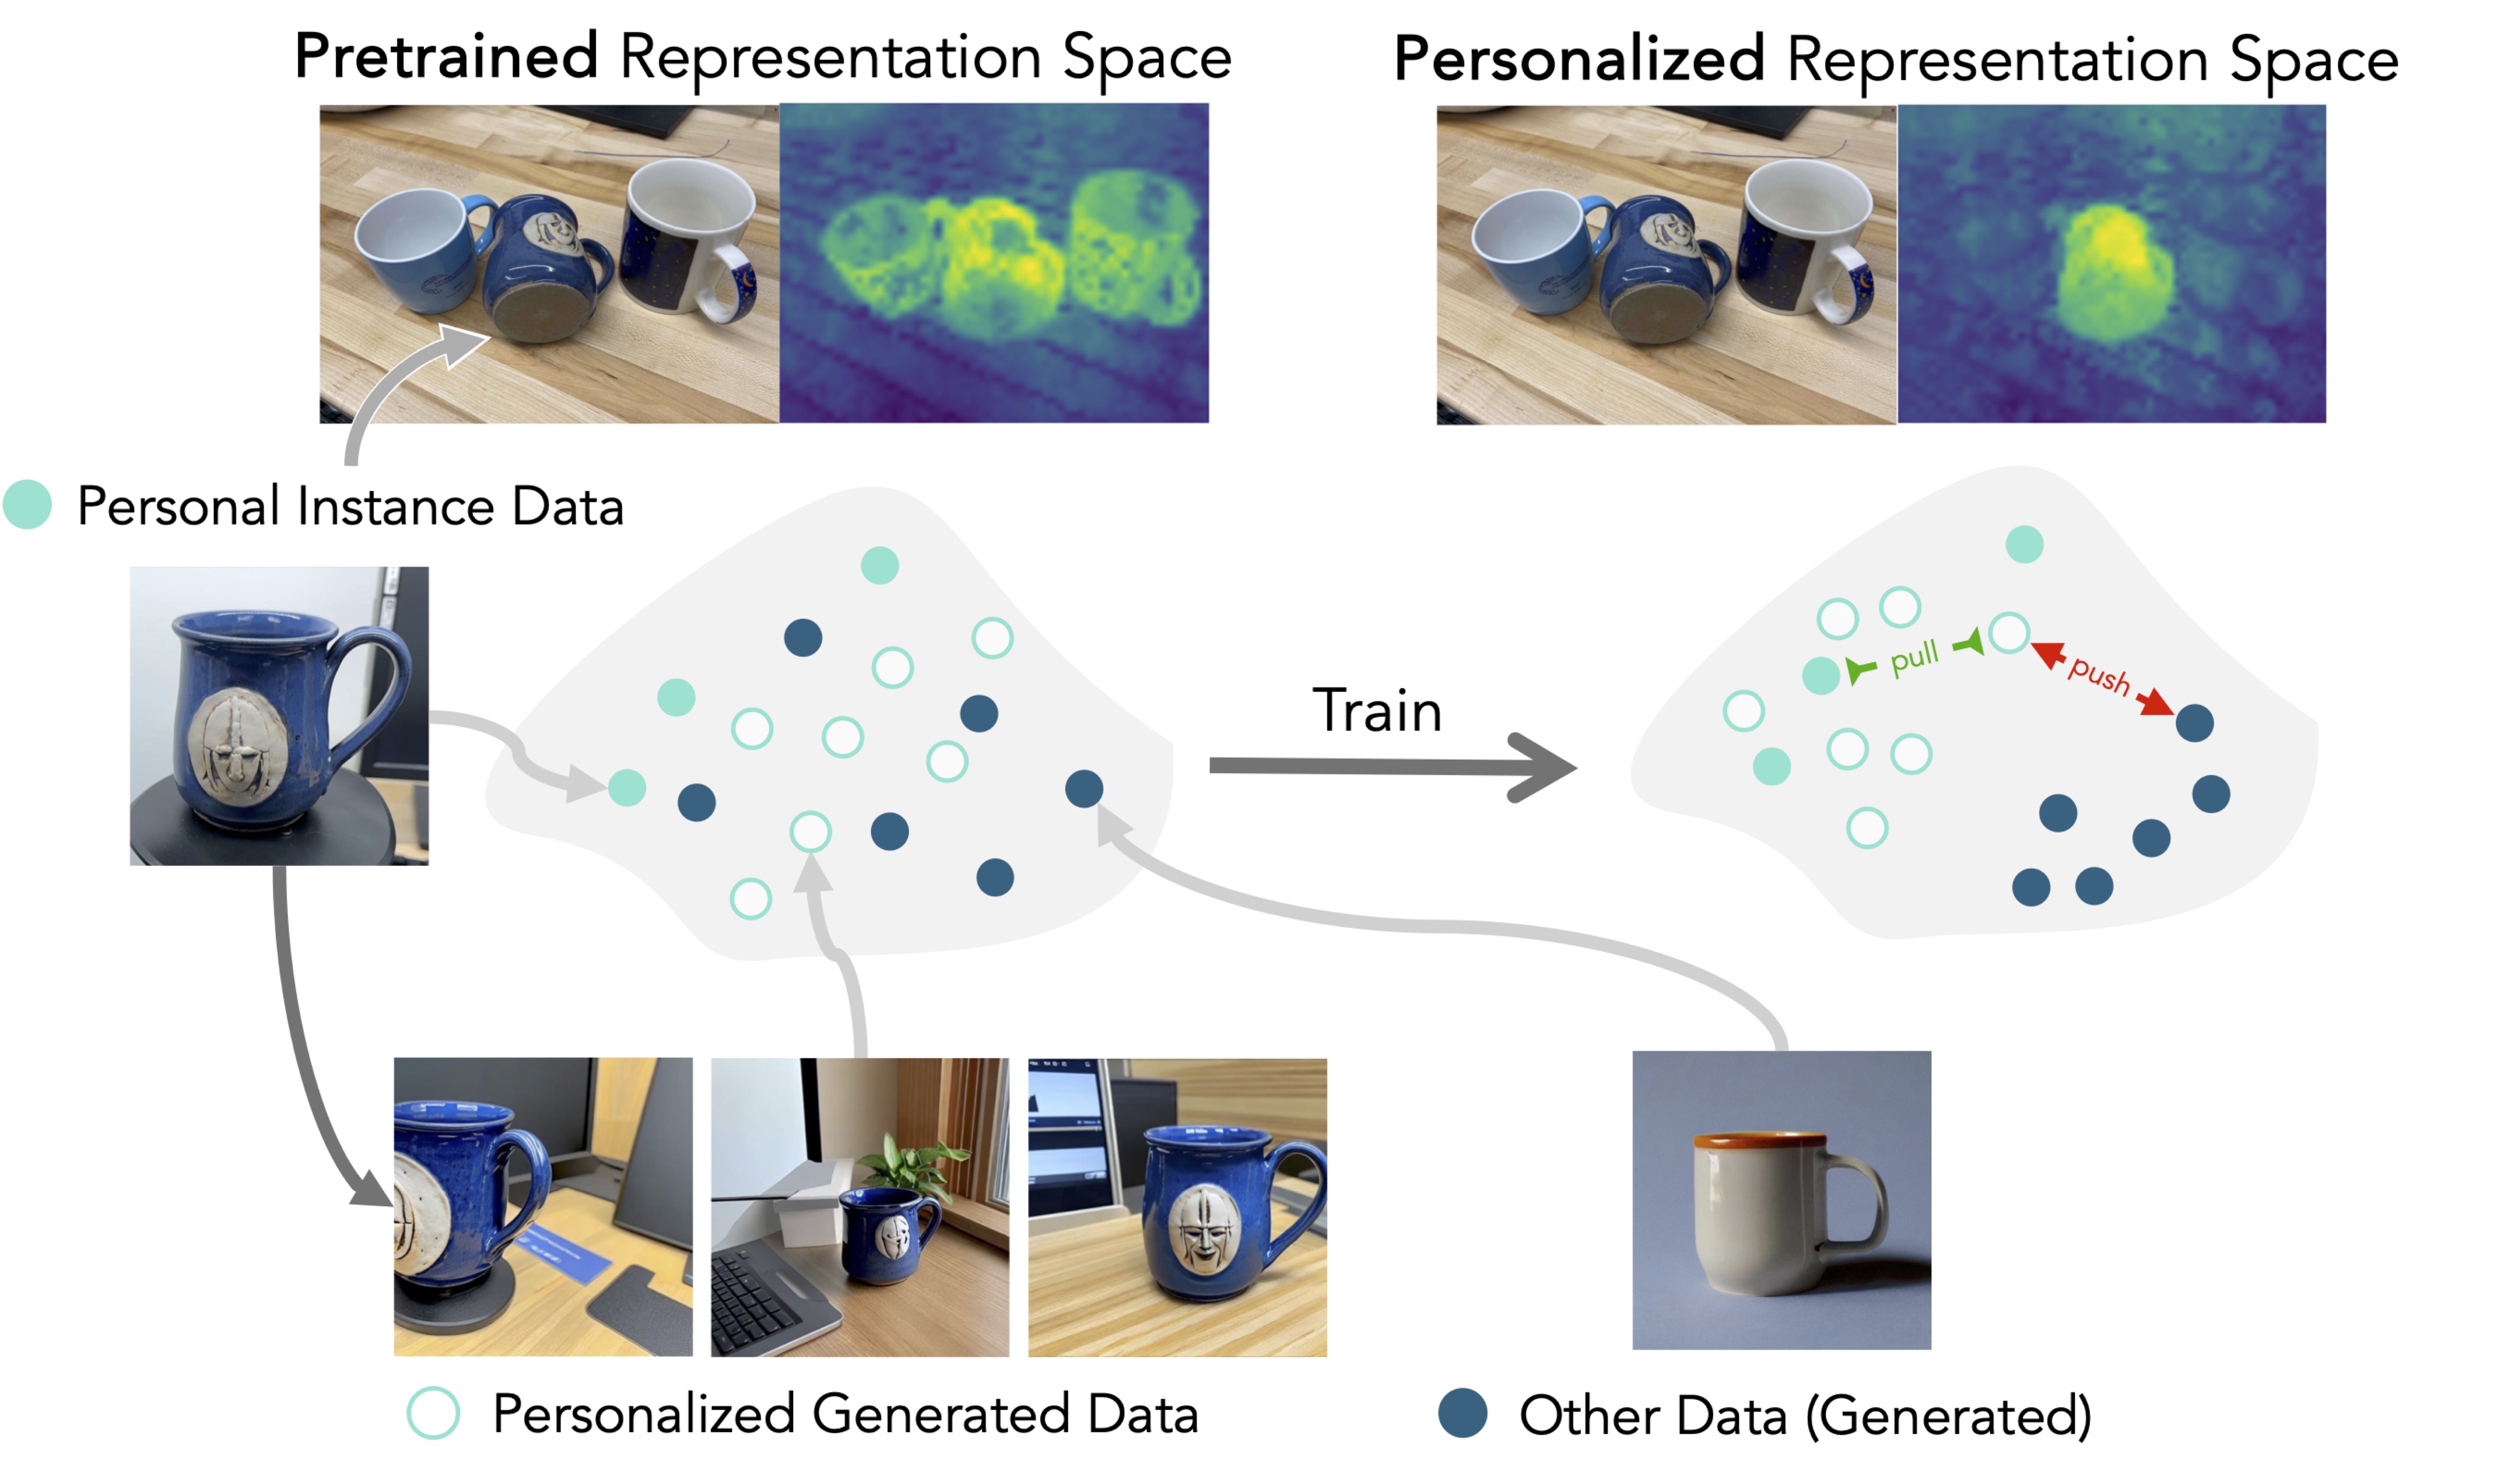 Pretrained Representation Space
Personalized Representation Space
Personal Instance Data
Train
pull
push
Personalized Generated Data
Other Data (Generated)